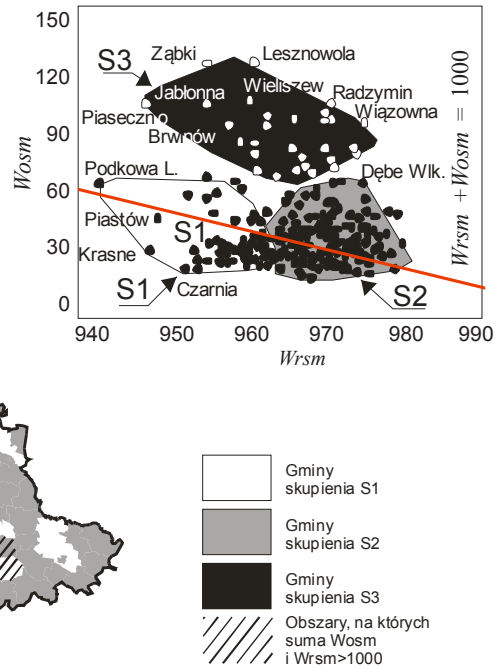 150
120
90
60
30
0
Wosm
S3
Ząbki
Lesznowola
Jabłonna
Wieliszew
Radzymin
Piaseczno
Wiązowna
Brwinów
Podkowa L.
Dębe Wlk.
Piastów
S1
Krasne
S1
Czarnia
S2
Wrsm + Wosm = 1000
940 950 960 970 980 990
Wrsm
Gminy
skupienia S1
Gminy
skupienia S2
Gminy
skupienia S3
Obszary, na których
suma Wosm
i Wrsm>1000